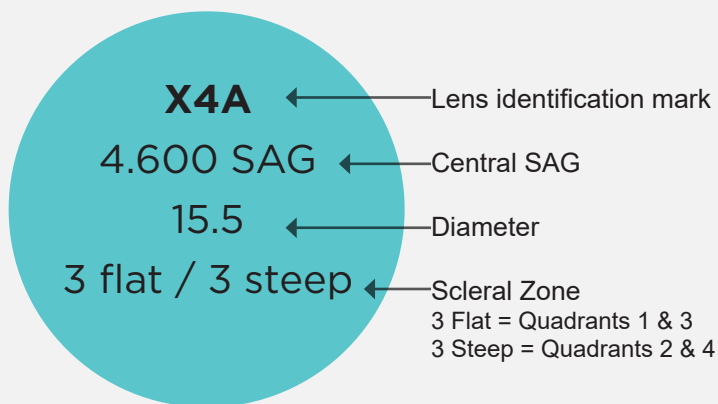 X4A
Lens identification mark
4.600 SAG
Central SAG
15.5
Diameter
3 flat / 3 steep
Scleral Zone
3 Flat = Quadrants 1 & 3
3 Steep = Quadrants 2 & 4